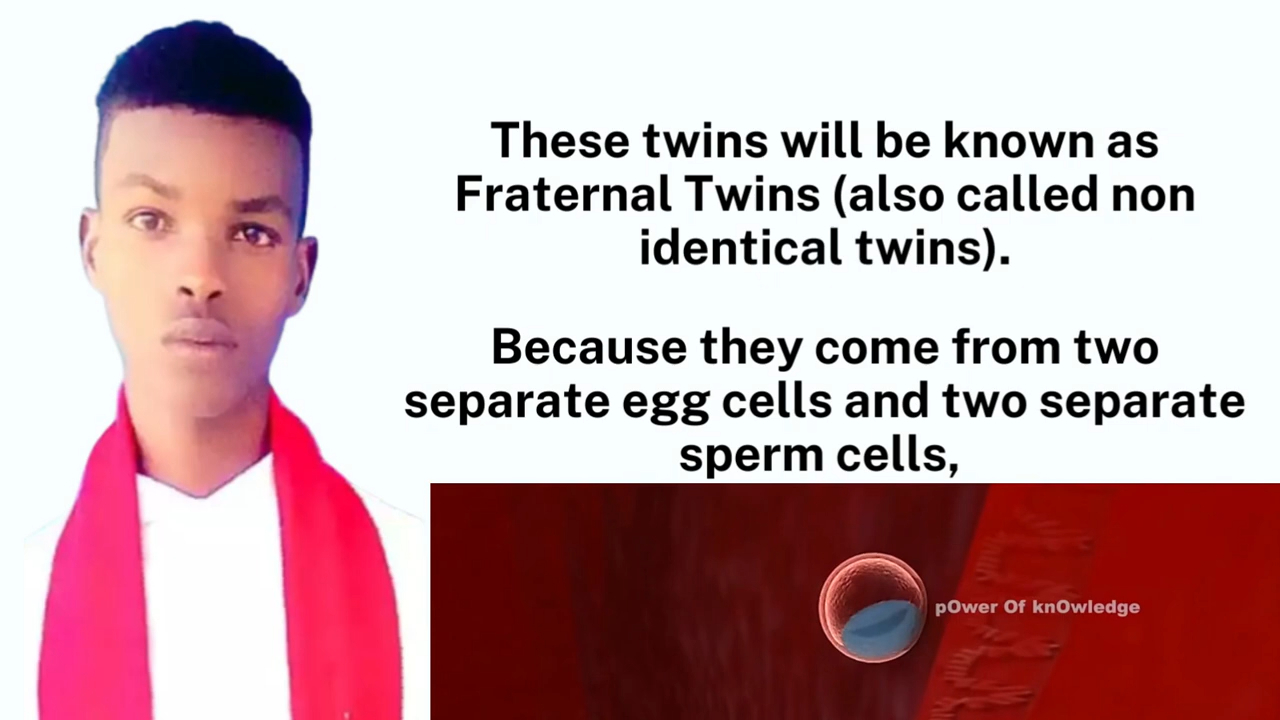 These twins will be known as
Fraternal Twins (also called non
identical twins).
Because they come from two
separate egg cells and two separate
sperm cells,
pOwer Of knOwledge